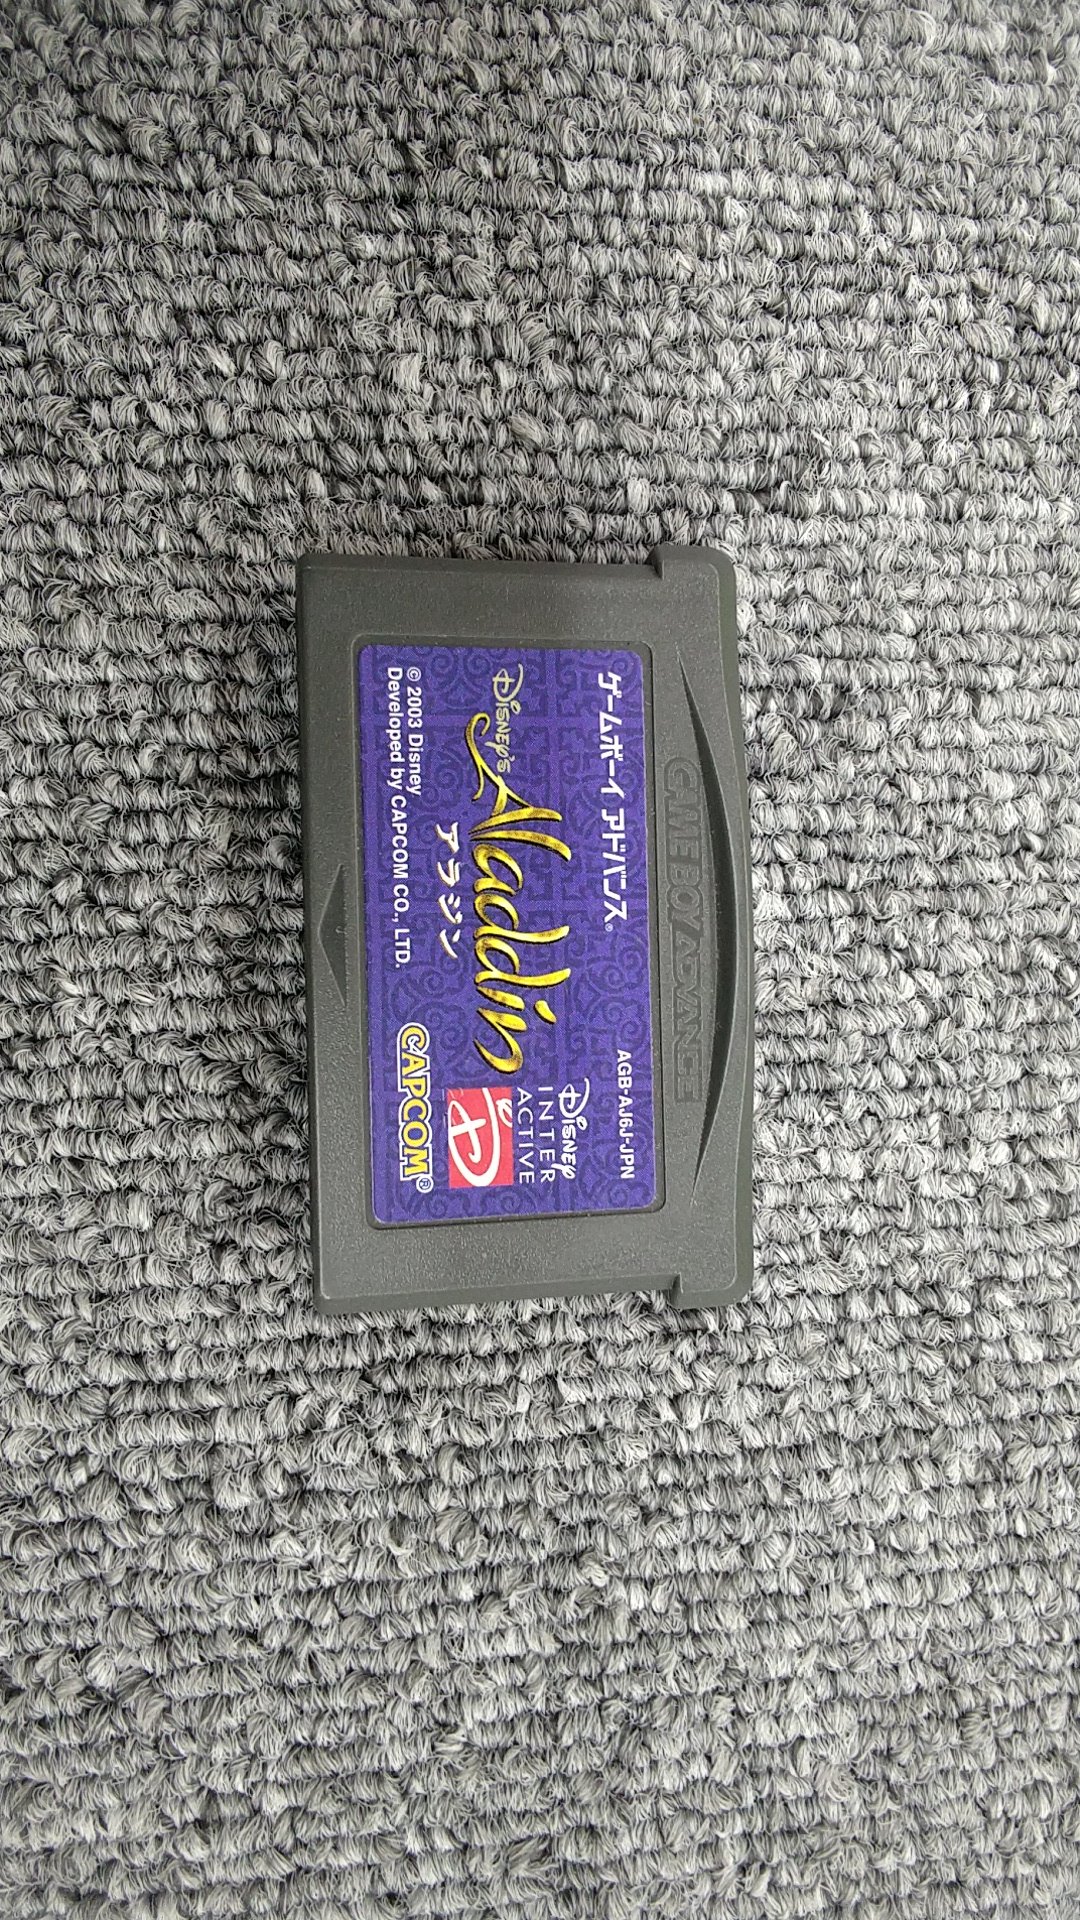 GAME BOY ADVANCE
ゲームボーイ アドバンス®
AGB-AJ6J-JPN
DISNEY'S
Aladdin
アラジン
DISNEY
INTER
ACTIVE
D
© 2003 Disney
Developed by CAPCOM CO., LTD.
CAPCOM®